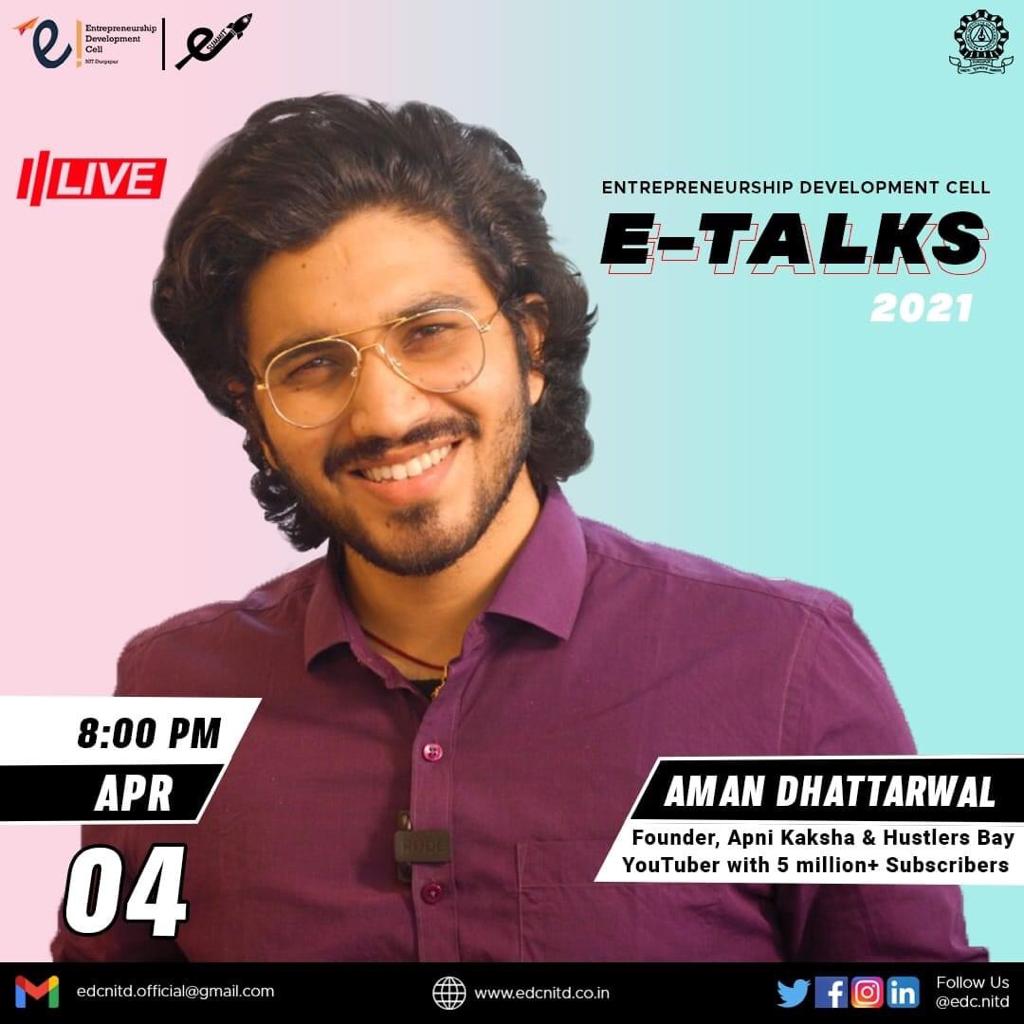 Entrepreneurship
Development
Cell
NIT Durgapur
SUMMIT
LIVE
ENTREPRENEURSHIP DEVELOPMENT CELL
E-TALKS
2021
8:00 PM
APR
04
RODE
AMAN DHATTARWAL
Founder, Apni Kaksha & Hustlers Bay
YouTuber with 5 million+ Subscribers
edcnitd.official@gmail.com
www.edcnitd.co.in
Follow Us
@edc.nitd